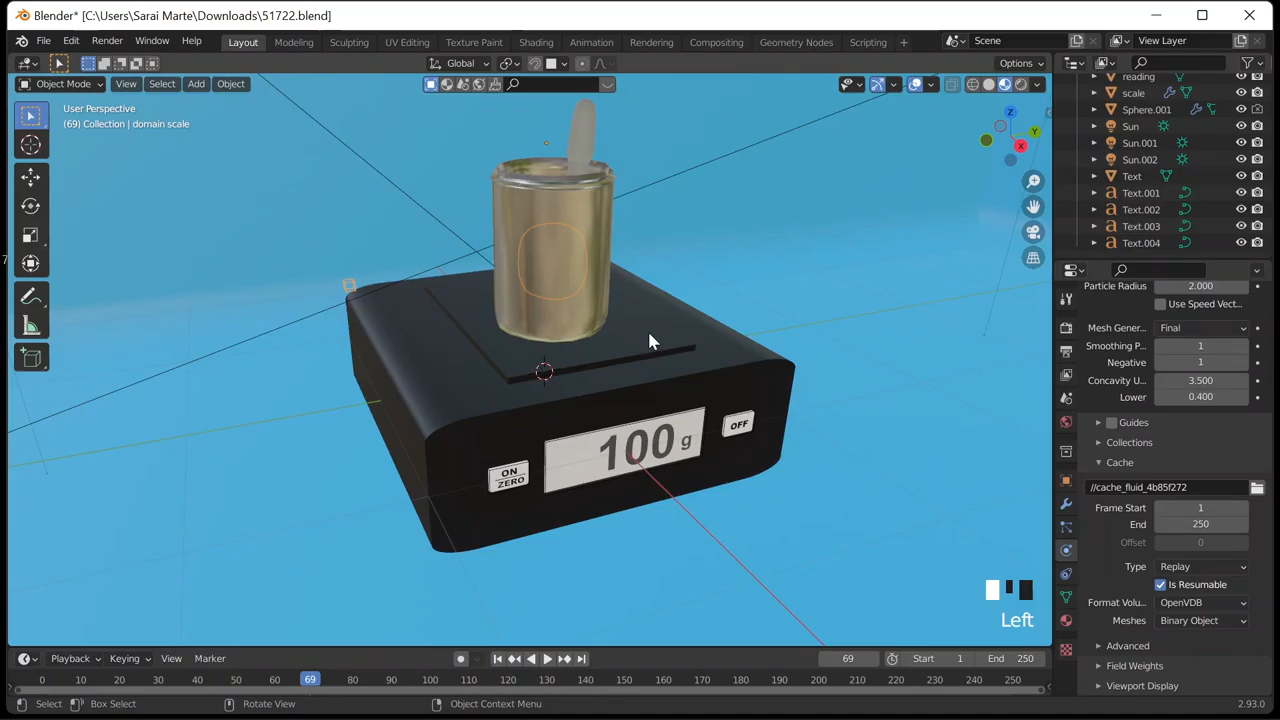 Blender* [C:\Users\Sarai Marte\Downloads\51722.blend]
File Edit Render Window Help Layout Modeling Sculpting UV Editing Texture Paint Shading Animation Rendering Compositing Geometry Nodes Scripting + Scene View Layer
Global Options
Object Mode View Select Add Object
User Perspective
(69) Collection | domain scale
Z
Y
X
7
100 g
ON
ZERO
OFF
Left
reading
scale
Sphere.001
Sun
Sun.001
Sun.002
Text
Text.001
Text.002
Text.003
Text.004
Particle Radius 2.000
Use Speed Vect...
Mesh Gener... Final
Smoothing P... 1
Negative 1
Concavity U... 3.500
Lower 0.400
Guides
Collections
Cache
//cache_fluid_4b85f272
Frame Start 1
End 250
Offset 0
Type Replay
Is Resumable
Format Volu... OpenVDB
Meshes Binary Object
Advanced
Field Weights
Viewport Display
Playback Keying View Marker 69 Start 1 End 250
0 10 20 30 40 50 60 69 80 90 100 110 120 130 140 150 160 170 180 190 200 210 220 230 240 250
Select Box Select Rotate View Object Context Menu 2.93.0